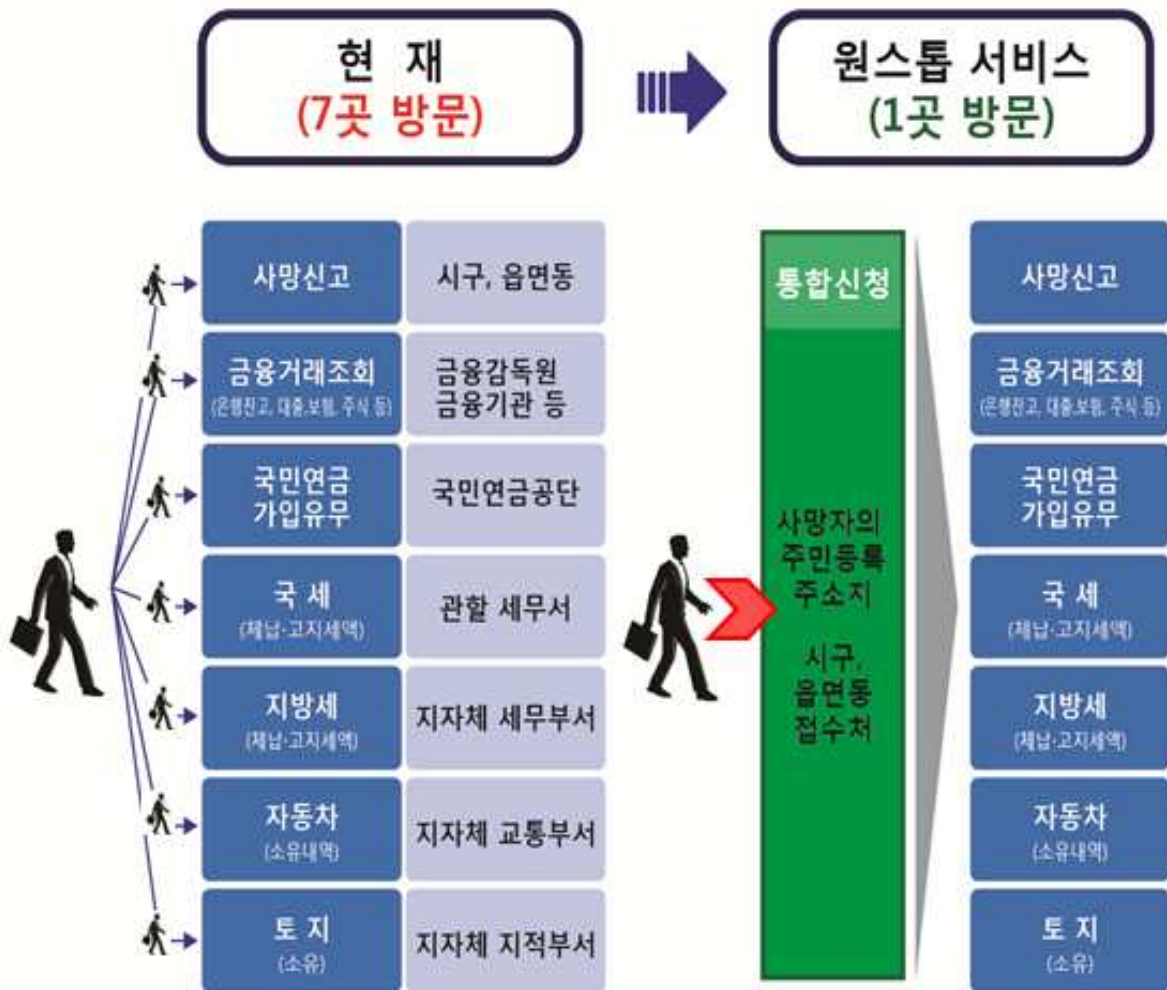 현 재
(7곳 방문)
원스톱 서비스
(1곳 방문)
사망신고
시구, 읍면동
금융거래조회
(은행잔고, 대출,보험, 주식 등)
금융감독원
금융기관 등
국민연금
가입유무
국민연금공단
국 세
(체납·고지세액)
관할 세무서
지방세
(체납·고지세액)
지자체 세무부서
자동차
(소유내역)
지자체 교통부서
토 지
(소유)
지자체 지적부서
통합신청
사망자의
주민등록
주소지
시구,
읍면동
접수처
사망신고
금융거래조회
(은행잔고, 대출,보험, 주식 등)
국민연금
가입유무
국 세
(체납·고지세액)
지방세
(체납·고지세액)
자동차
(소유내역)
토 지
(소유)